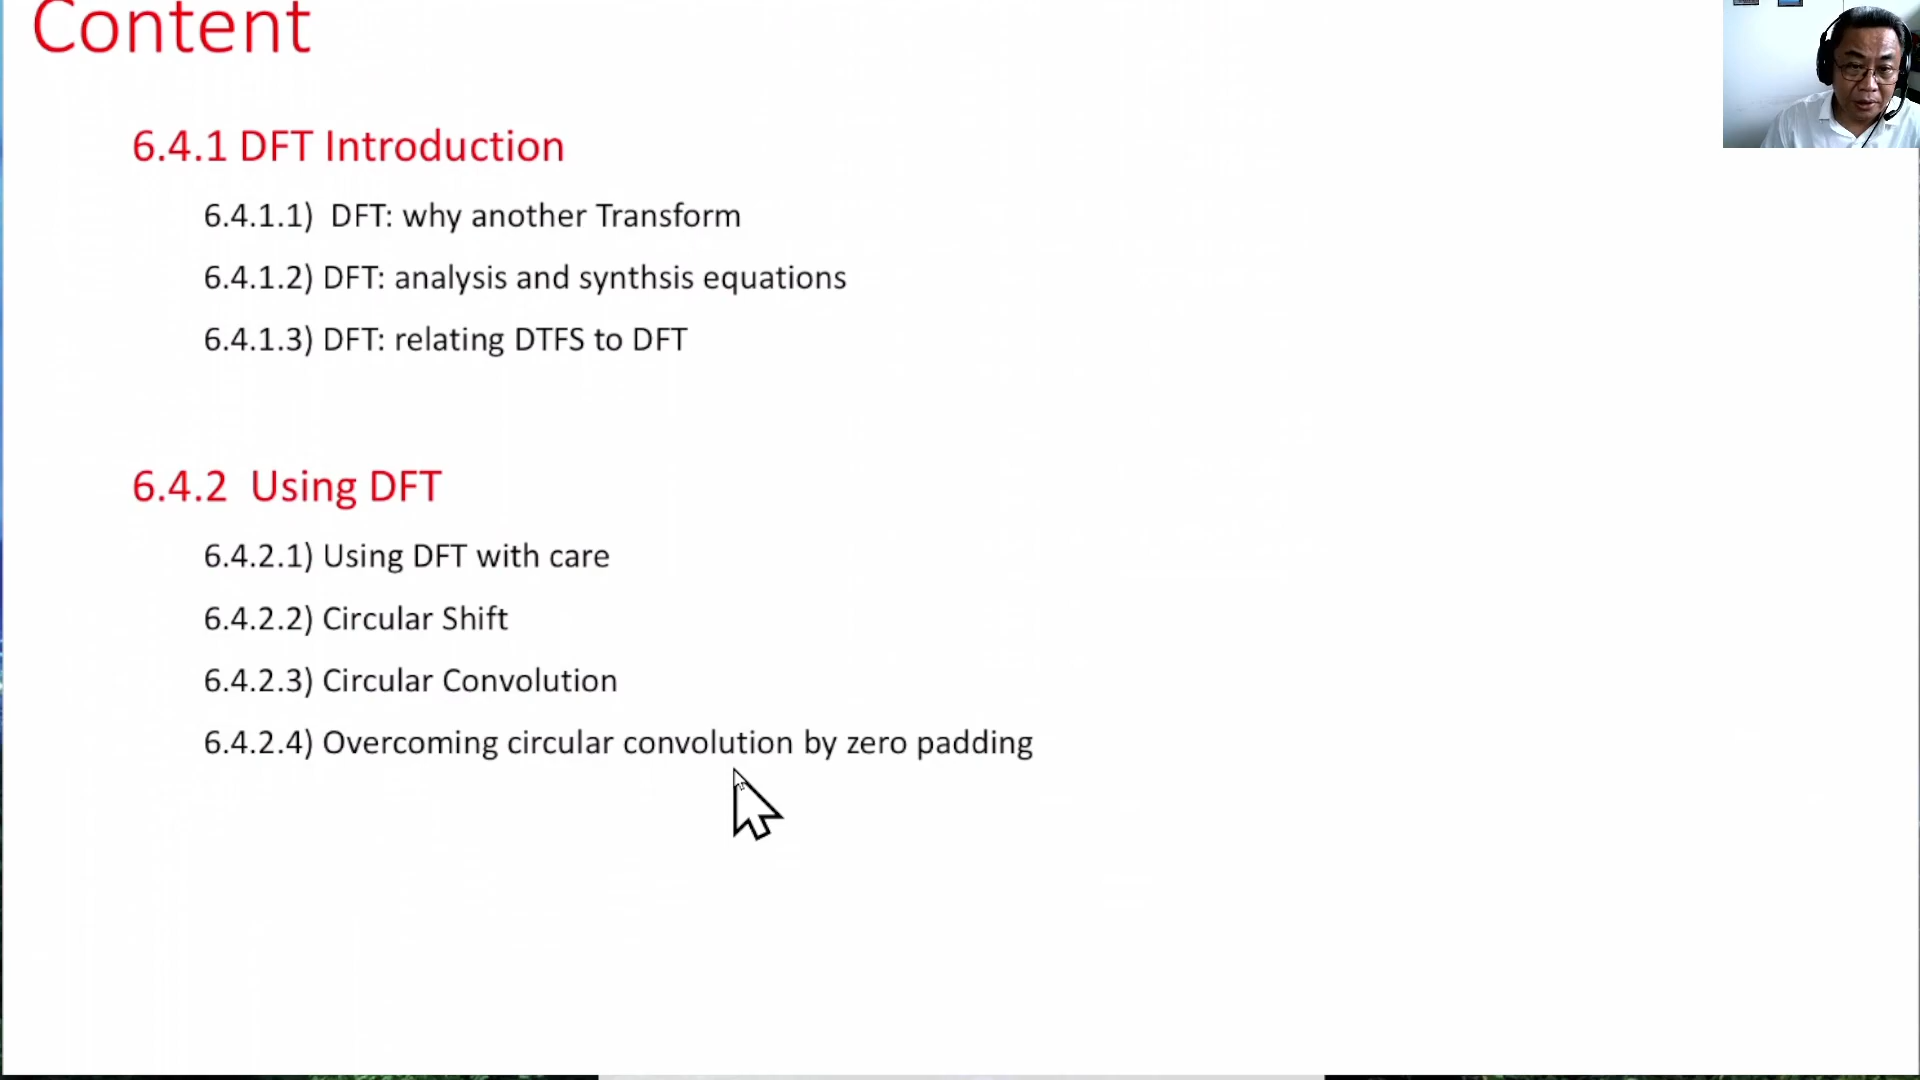 Content
6.4.1 DFT Introduction
6.4.1.1) DFT: why another Transform
6.4.1.2) DFT: analysis and synthsis equations
6.4.1.3) DFT: relating DTFS to DFT
6.4.2 Using DFT
6.4.2.1) Using DFT with care
6.4.2.2) Circular Shift
6.4.2.3) Circular Convolution
6.4.2.4) Overcoming circular convolution by zero padding